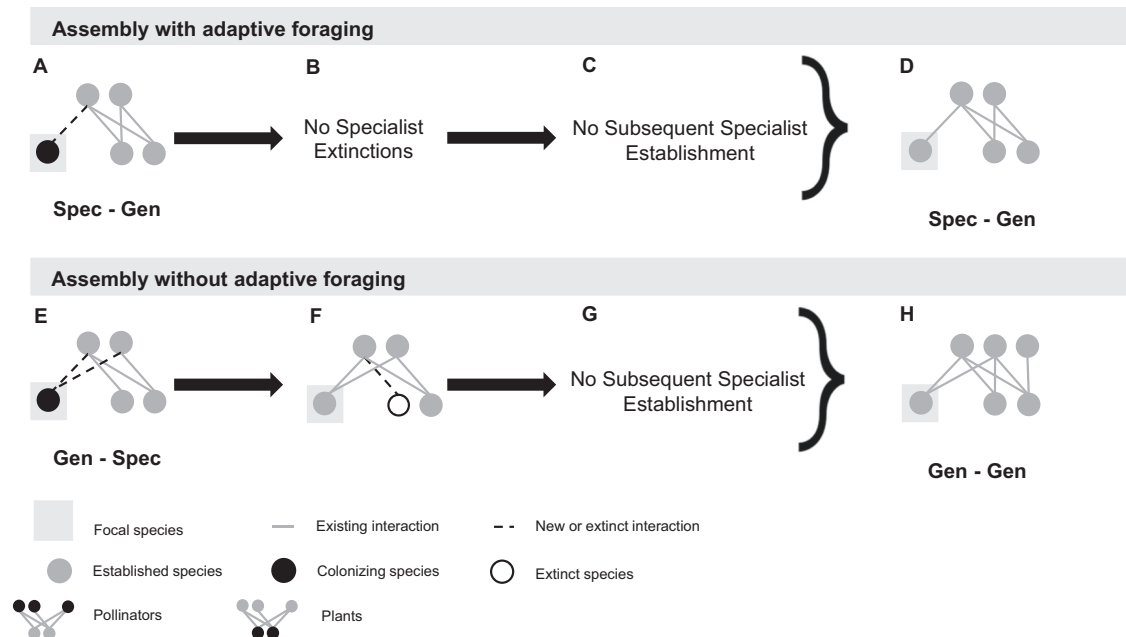 Assembly with adaptive foraging
A
B
C
D
No Specialist
Extinctions
No Subsequent Specialist
Establishment
Spec - Gen
Spec - Gen
Assembly without adaptive foraging
E
F
G
H
No Subsequent Specialist
Establishment
Gen - Spec
Gen - Gen
Focal species
Existing interaction
New or extinct interaction
Established species
Colonizing species
Extinct species
Pollinators
Plants